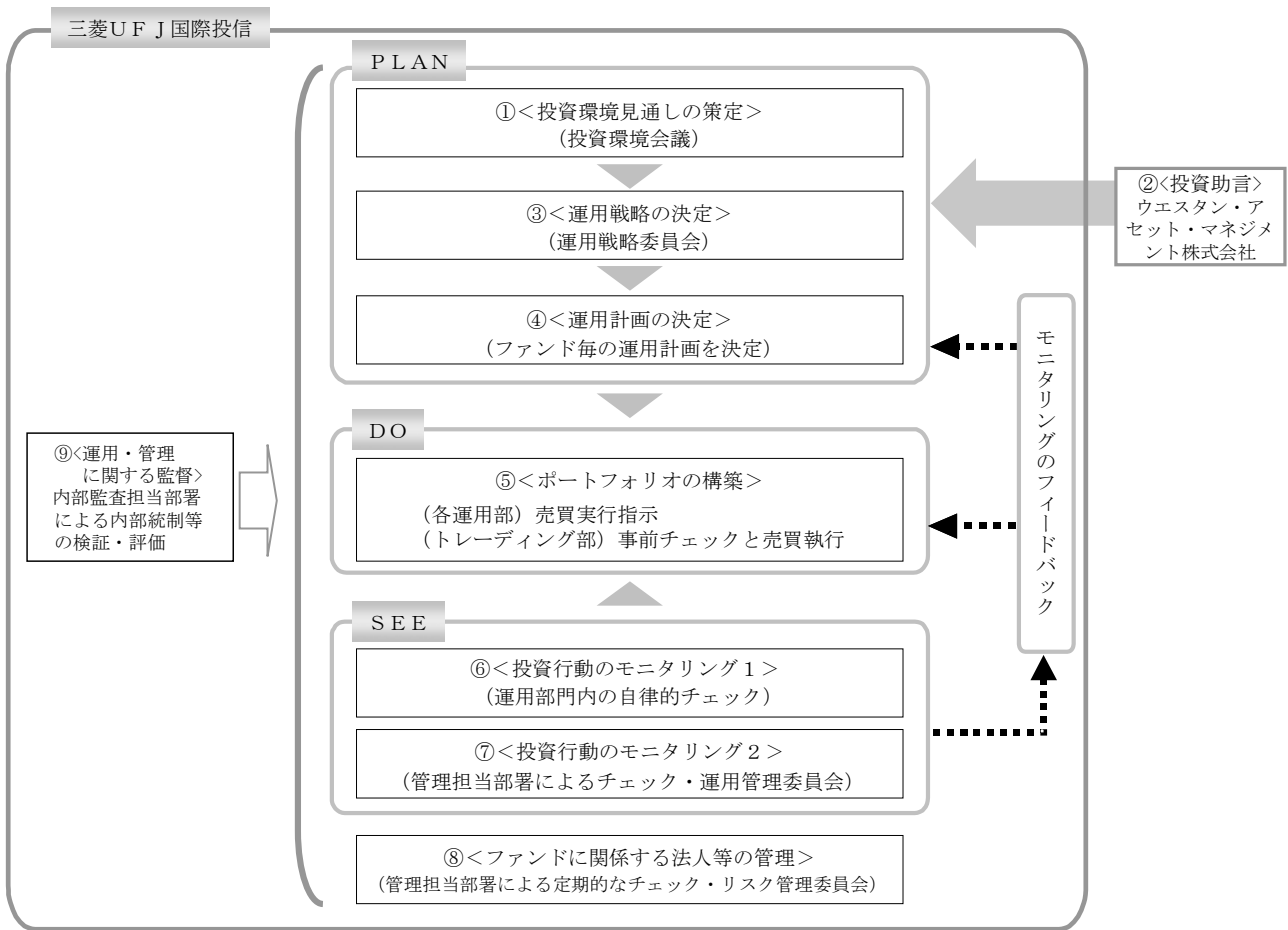 三菱ＵＦＪ国際投信
ＰＬＡＮ
①＜投資環境見通しの策定＞
（投資環境会議）
②<投資助言>
ウエスタン・ア
セット・マネジメ
ント株式会社
③＜運用戦略の決定＞
（運用戦略委員会）
④＜運用計画の決定＞
（ファンド毎の運用計画を決定）
モニタリングのフィードバック
ＤＯ
⑤＜ポートフォリオの構築＞
（各運用部）売買実行指示
（トレーディング部）事前チェックと売買執行
⑨<運用・管理
に関する監督>
内部監査担当部署
による内部統制等
の検証・評価
ＳＥＥ
⑥＜投資行動のモニタリング１＞
（運用部門内の自律的チェック）
⑦＜投資行動のモニタリング２＞
（管理担当部署によるチェック・運用管理委員会）
⑧＜ファンドに関係する法人等の管理＞
（管理担当部署による定期的なチェック・リスク管理委員会）